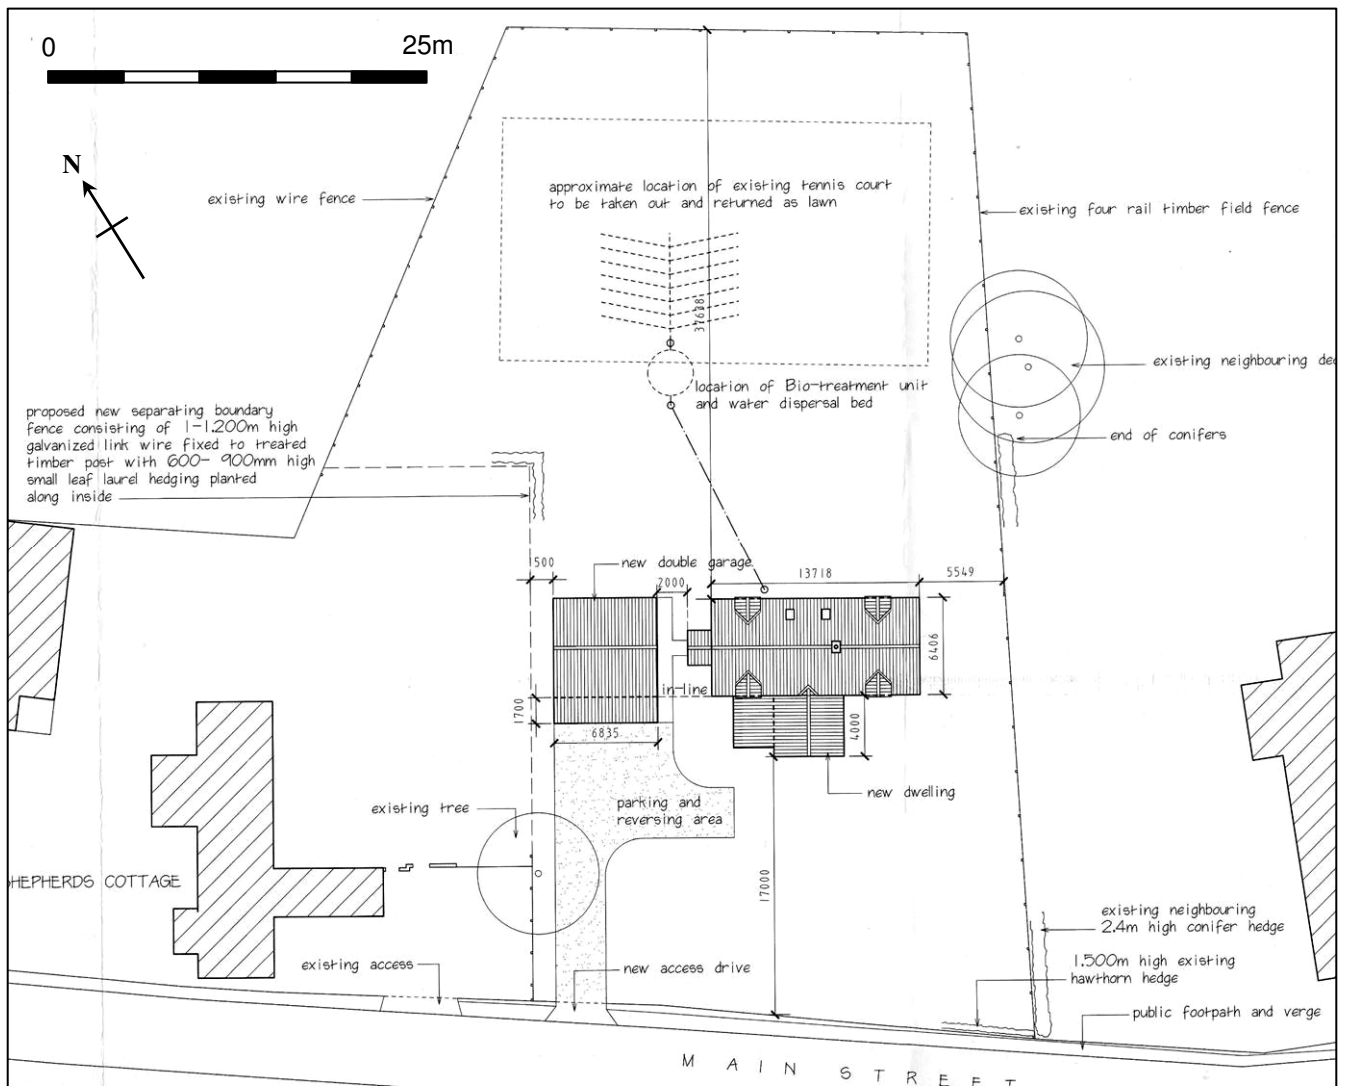 0
25m
N
existing wire fence
approximate location of existing tennis court
to be taken out and returned as lawn
existing four rail timber field fence
37638
existing neighbouring
location of Bio-treatment unit
and water dispersal bed
end of conifers
proposed new separating boundary
fence consisting of 1-1.200m high
galvanized link wire fixed to treated
timber post with 600- 900mm high
small leaf laurel hedging planted
along inside
1500
new double garage
2000
13718
5549
6406
in-line
1700
6835
4000
existing tree
parking and
reversing area
new dwelling
17000
HEPHERDS COTTAGE
existing access
new access drive
existing neighbouring
2.4m high conifer hedge
1.500m high existing
hawthorn hedge
public footpath and verge
MAIN STREET